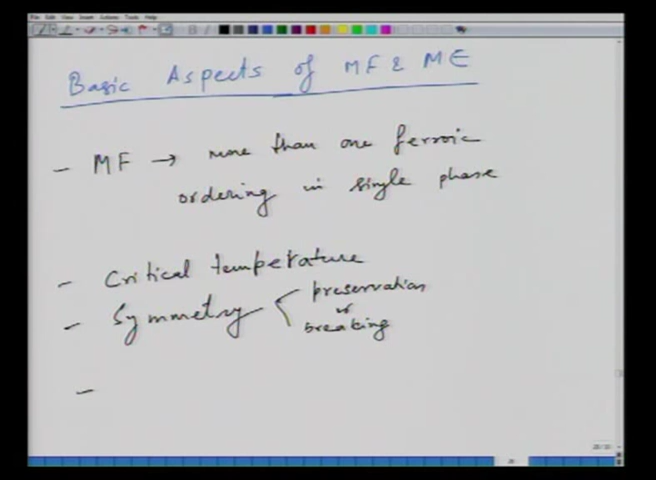 Basic Aspects of MF & ME
- MF → more than one ferroic
ordering in single phase
- Critical temperature
- Symmetry < preservation
or
breaking
-